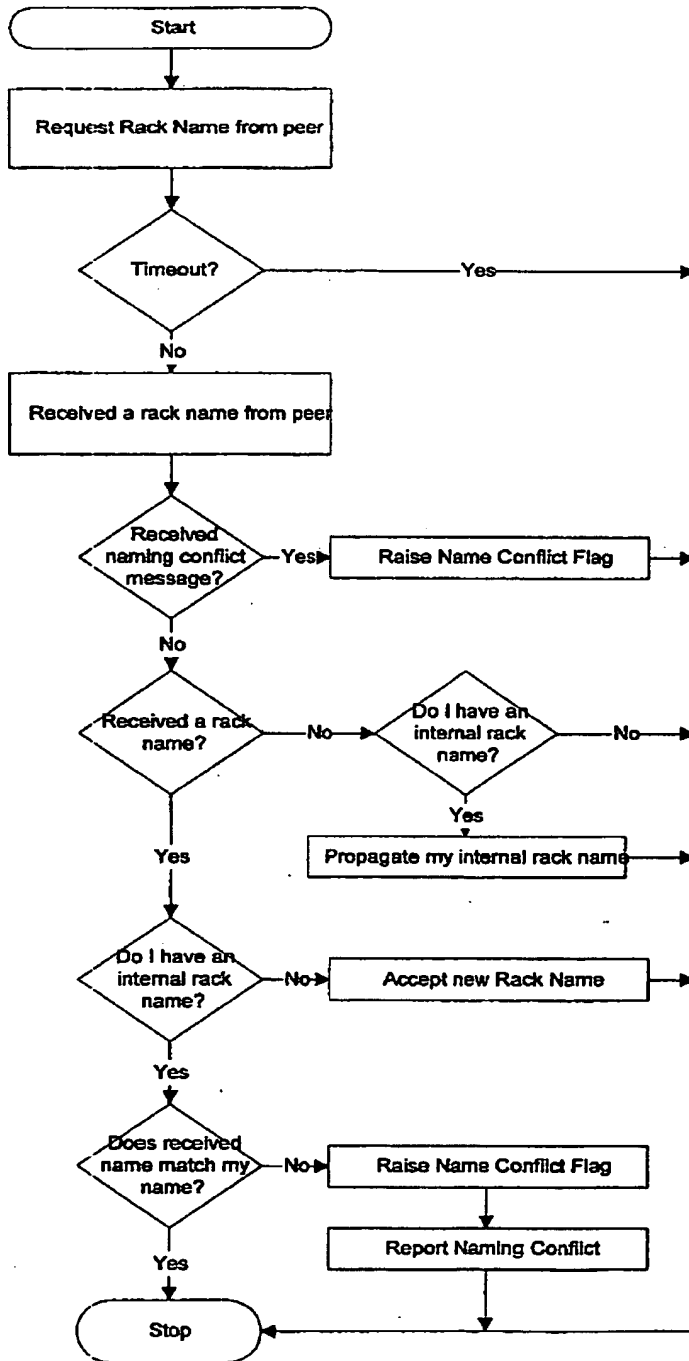 Start
Request Rack Name from peer
Timeout?
Yes
No
Received a rack name from peer
Received
naming conflict
message?
Yes
Raise Name Conflict Flag
No
Received a rack
name?
No
Do I have an
internal rack
name?
No
Yes
Propagate my internal rack name
Yes
Do I have an
internal rack
name?
No
Accept new Rack Name
Yes
Does received
name match my
name?
No
Raise Name Conflict Flag
Report Naming Conflict
Yes
Stop